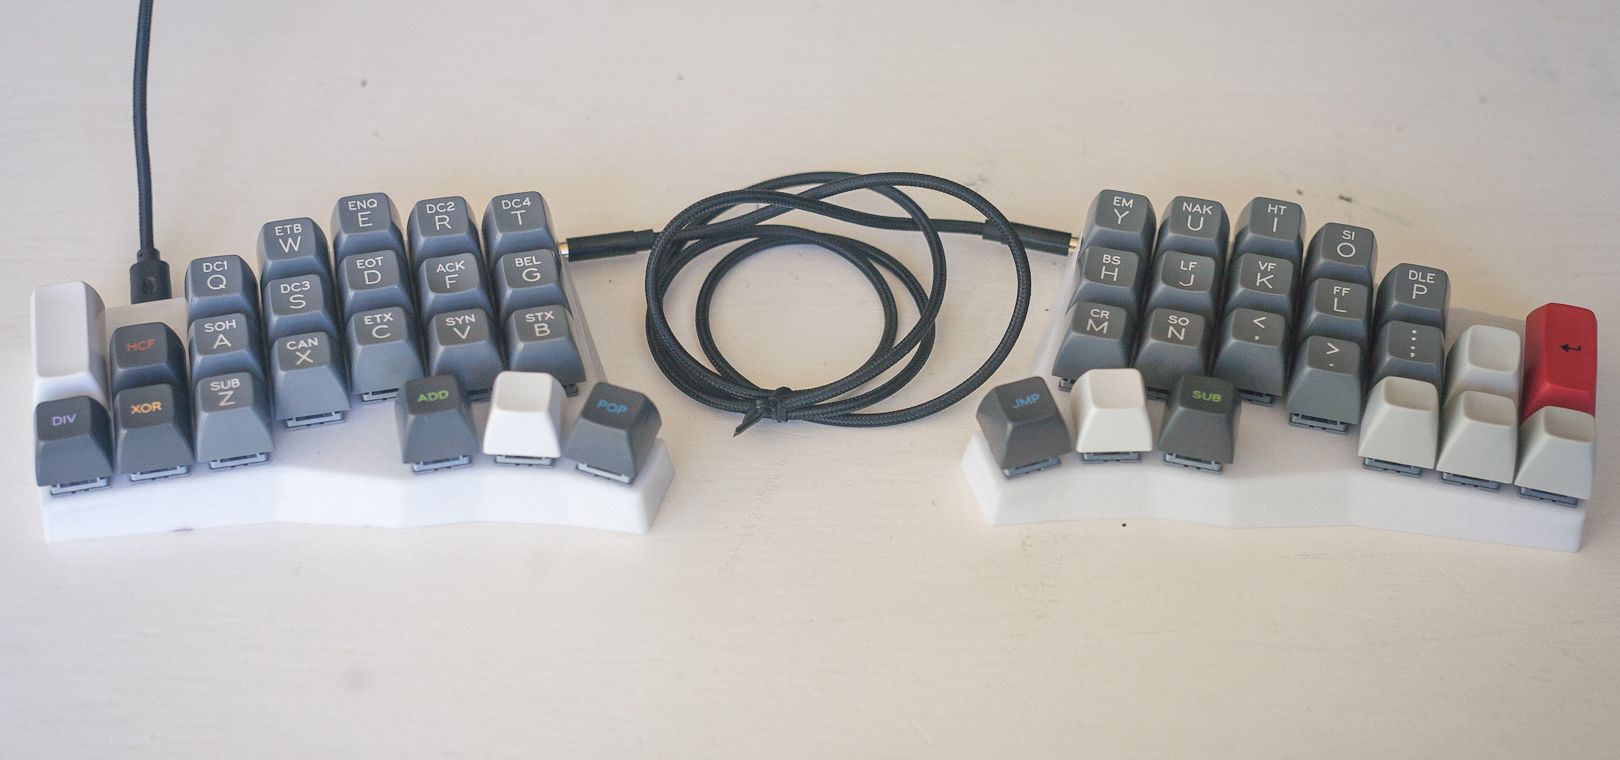 ENQ
E
DC2
R
DC4
T
ETB
W
DC1
Q
EOT
D
ACK
F
BEL
G
DC3
S
SOH
A
HCF
ETX
C
SYN
V
STX
B
CAN
X
SUB
Z
XOR
DIV
ADD
POP
EM
Y
NAK
U
HT
I
SI
O
DLE
P
BS
H
LF
J
VF
K
FF
L
CR
M
SO
N
<
,
>
.
:
;
JMP
SUB